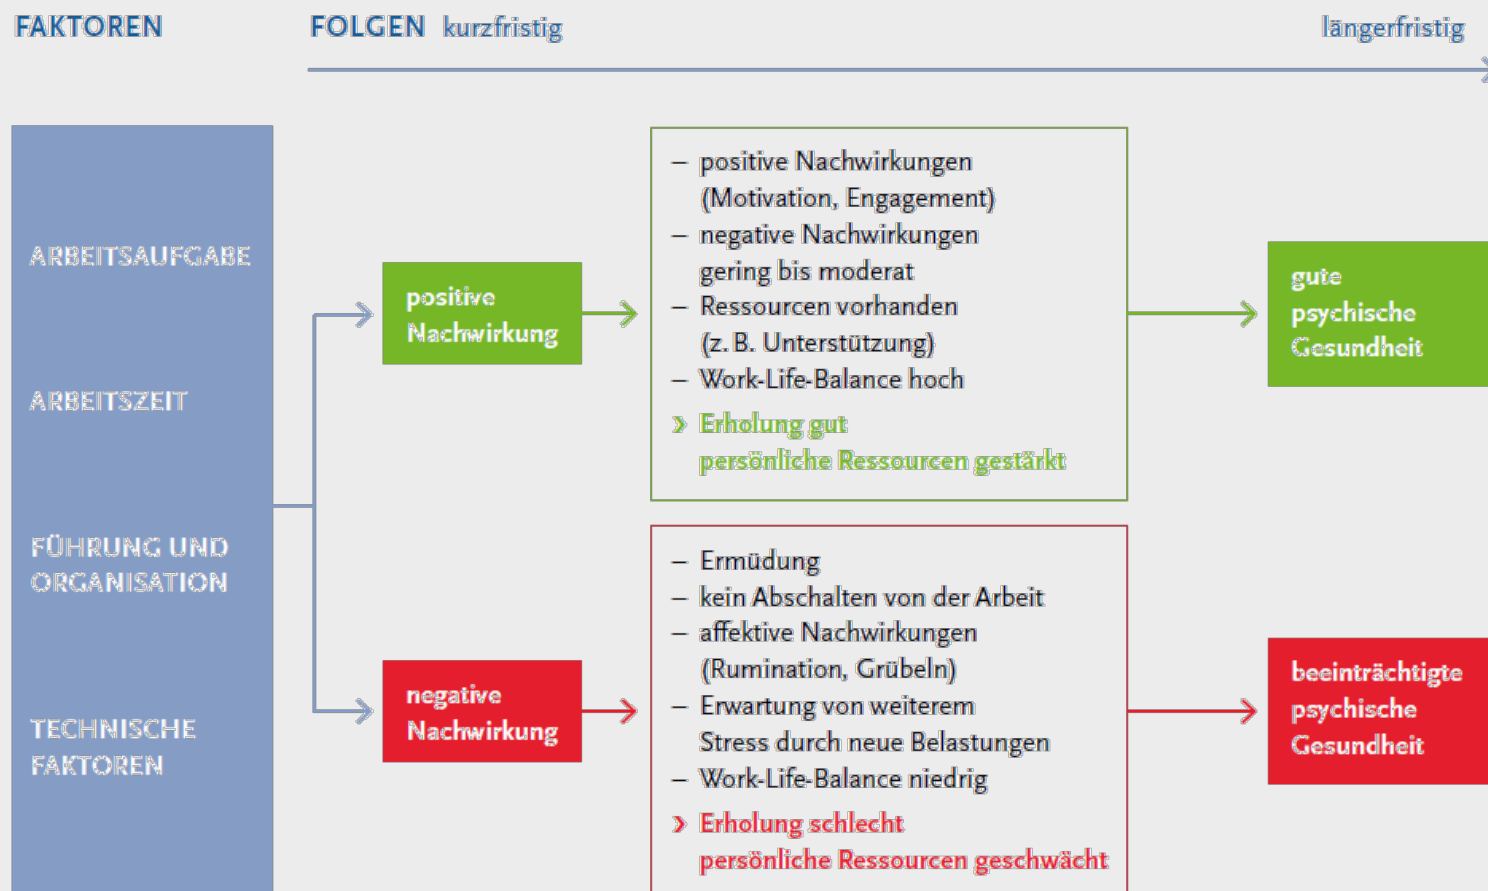 FAKTOREN
FOLGEN kurzfristig
längerfristig
ARBEITSAUFGABE
ARBEITSZEIT
FÜHRUNG UND
ORGANISATION
TECHNISCHE
FAKTOREN
positive
Nachwirkung
– positive Nachwirkungen
(Motivation, Engagement)
– negative Nachwirkungen
gering bis moderat
– Ressourcen vorhanden
(z. B. Unterstützung)
– Work-Life-Balance hoch
› Erholung gut
persönliche Ressourcen gestärkt
gute
psychische
Gesundheit
negative
Nachwirkung
– Ermüdung
– kein Abschalten von der Arbeit
– affektive Nachwirkungen
(Rumination, Grübeln)
– Erwartung von weiterem
Stress durch neue Belastungen
– Work-Life-Balance niedrig
› Erholung schlecht
persönliche Ressourcen geschwächt
beeinträchtigte
psychische
Gesundheit